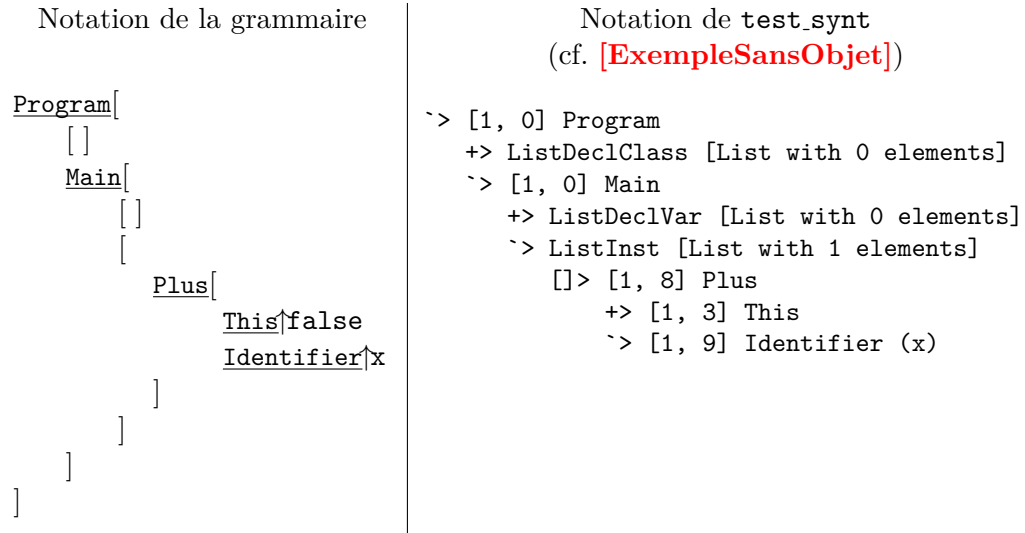 Notation de la grammaire
Program[
[ ]
Main[
[ ]
[
Plus[
This↑false
Identifier↑x
]
]
]
]
Notation de test_synt
(cf. [ExempleSansObjet])
`> [1, 0] Program
+> ListDeclClass [List with 0 elements]
`> [1, 0] Main
+> ListDeclVar [List with 0 elements]
`> ListInst [List with 1 elements]
[]> [1, 8] Plus
+> [1, 3] This
`> [1, 9] Identifier (x)